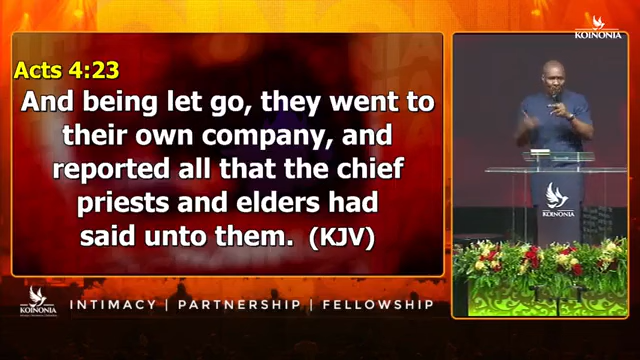 KOINONIA
Acts 4:23
And being let go, they went to
their own company, and
reported all that the chief
priests and elders had
said unto them. (KJV)
KOINONIA
KOINONIA
INTIMACY | PARTNERSHIP | FELLOWSHIP